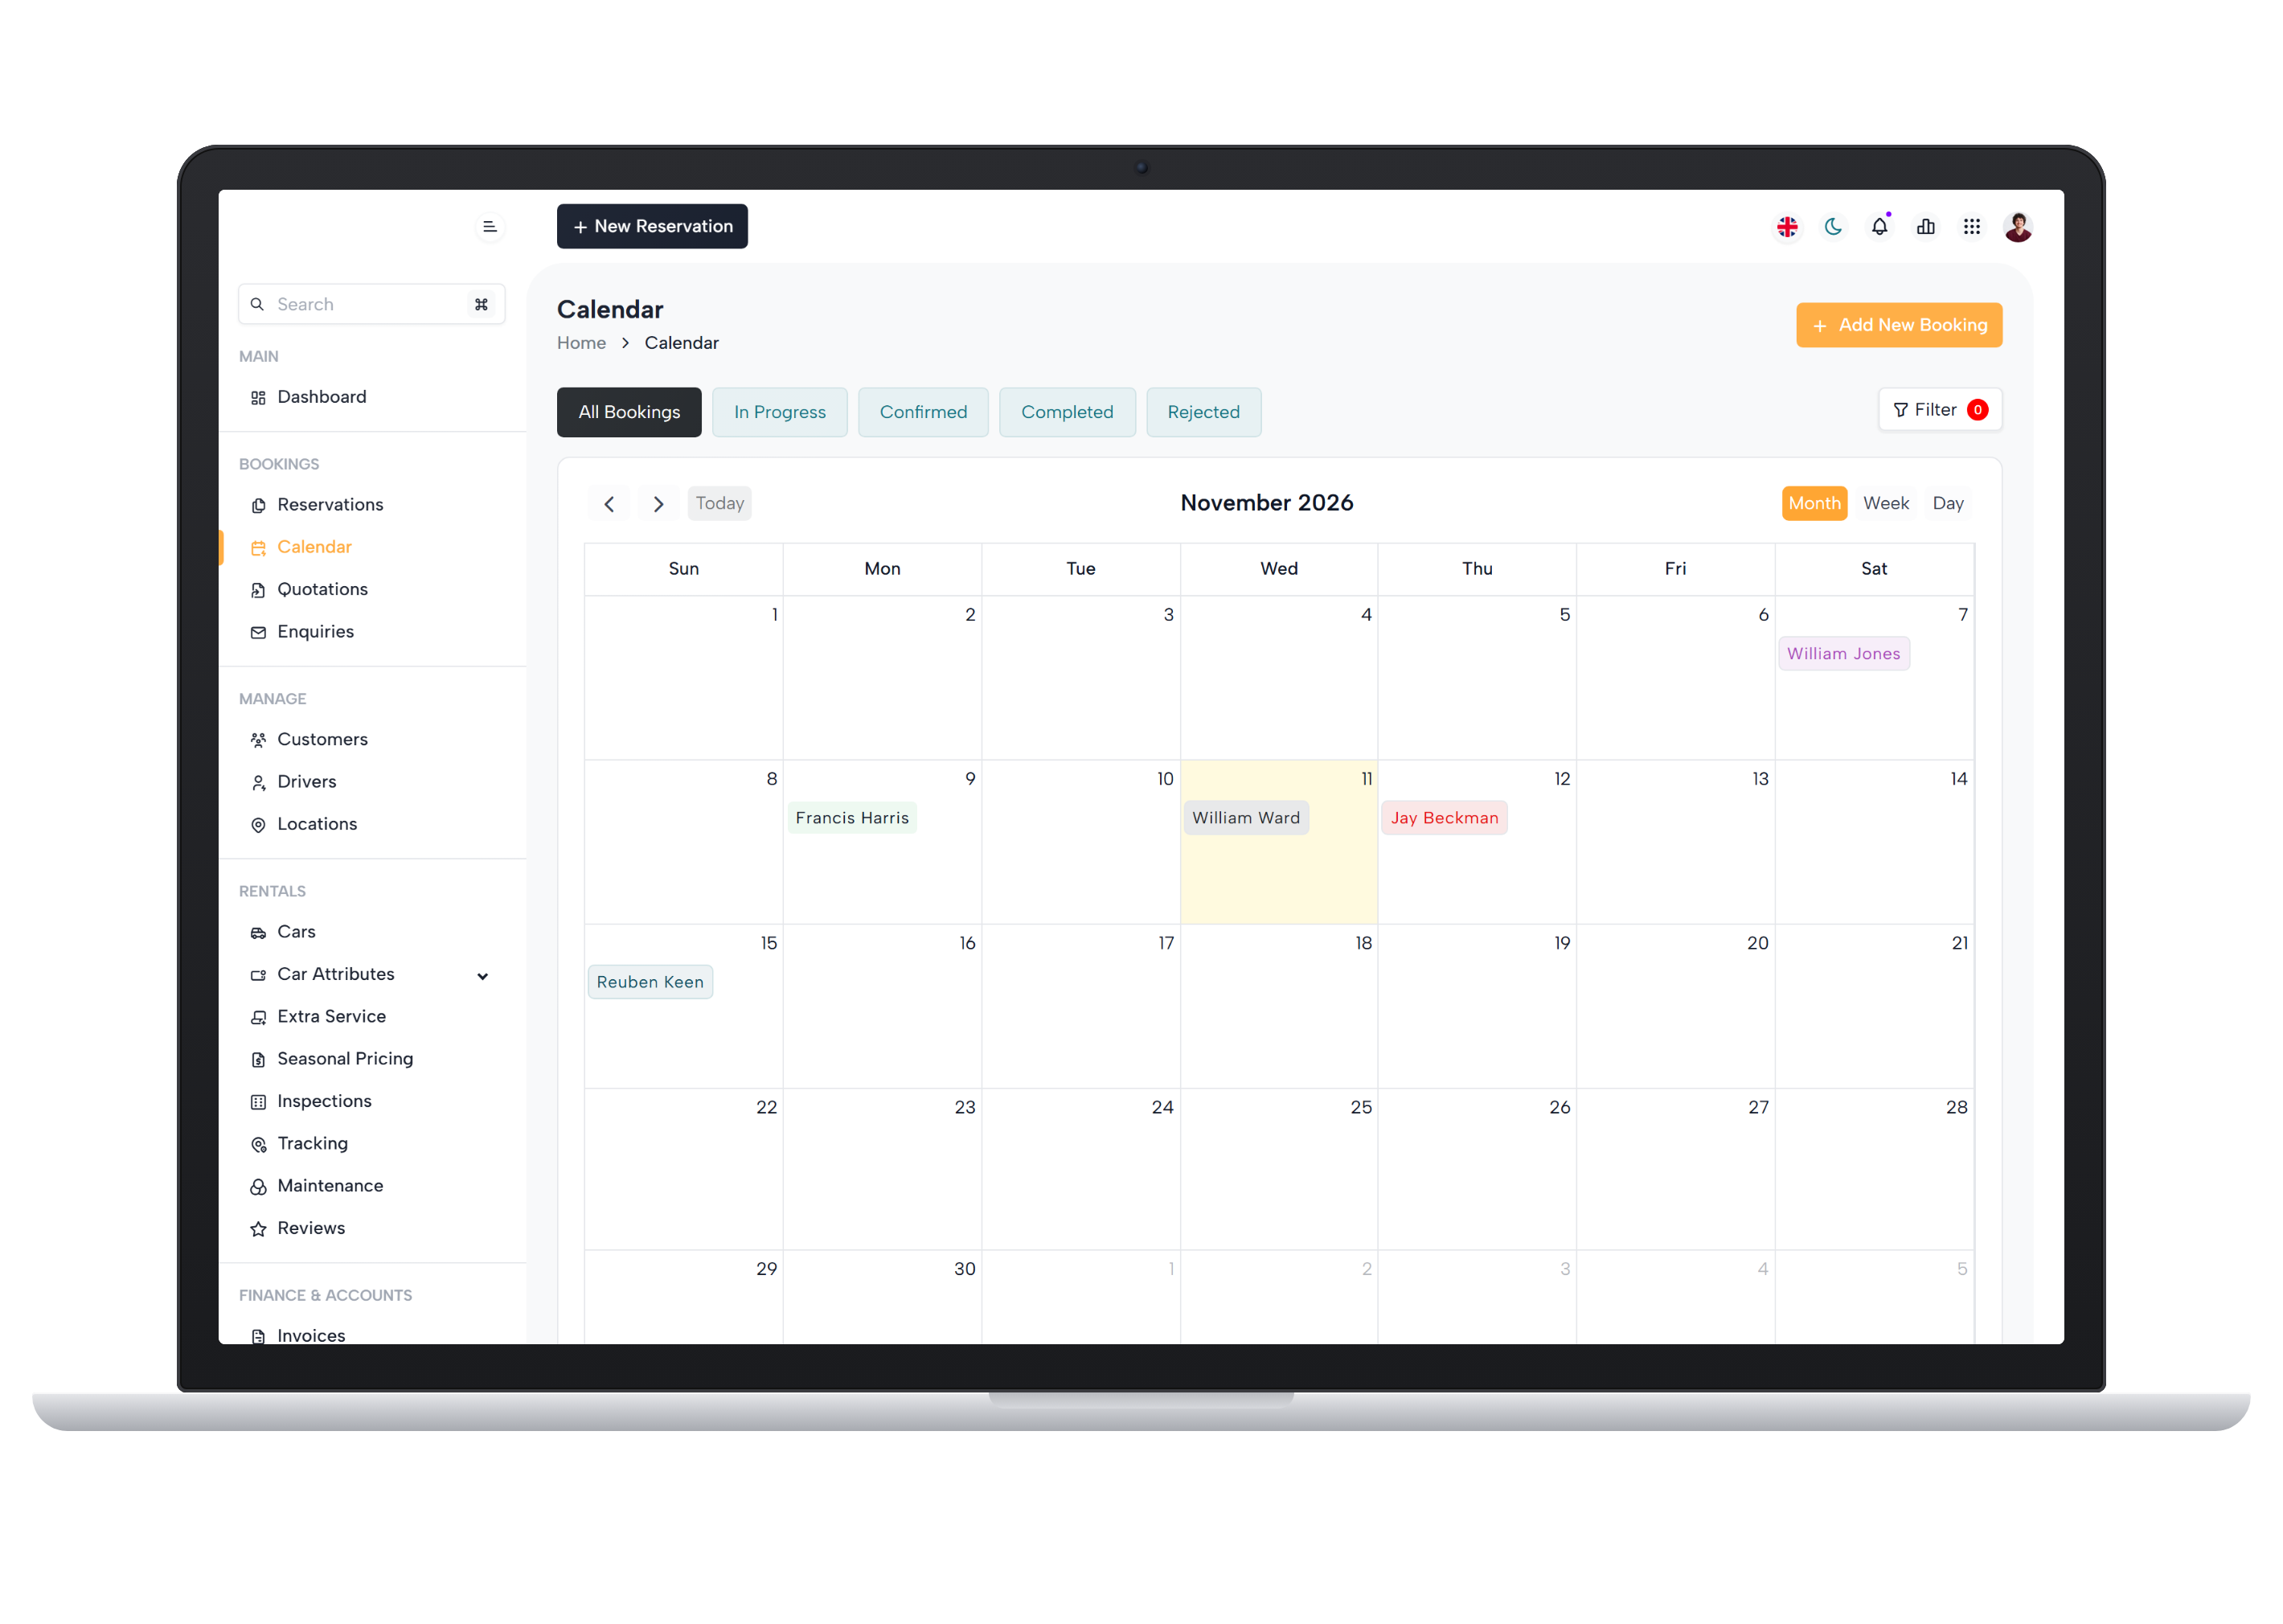 + New Reservation
Search ⌘
MAIN
Dashboard
BOOKINGS
Reservations
Calendar
Quotations
Enquiries
MANAGE
Customers
Drivers
Locations
RENTALS
Cars
Car Attributes
Extra Service
Seasonal Pricing
Inspections
Tracking
Maintenance
Reviews
FINANCE & ACCOUNTS
Invoices
Calendar
Home > Calendar
+ Add New Booking
All Bookings In Progress Confirmed Completed Rejected
Filter 0
Today
November 2026
Month Week Day
Sun Mon Tue Wed Thu Fri Sat
1 2 3 4 5 6 7
William Jones
8 9 10 11 12 13 14
Francis Harris William Ward Jay Beckman
15 16 17 18 19 20 21
Reuben Keen
22 23 24 25 26 27 28
29 30 1 2 3 4 5